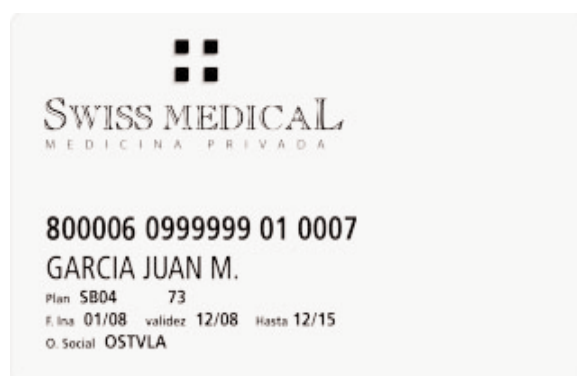 SWISS MEDICAL
MEDICINA PRIVADA
800006 0999999 01 0007
GARCIA JUAN M.
Plan SB04 73
F. Ina 01/08 validez 12/08 Hasta 12/15
O. Social OSTVLA